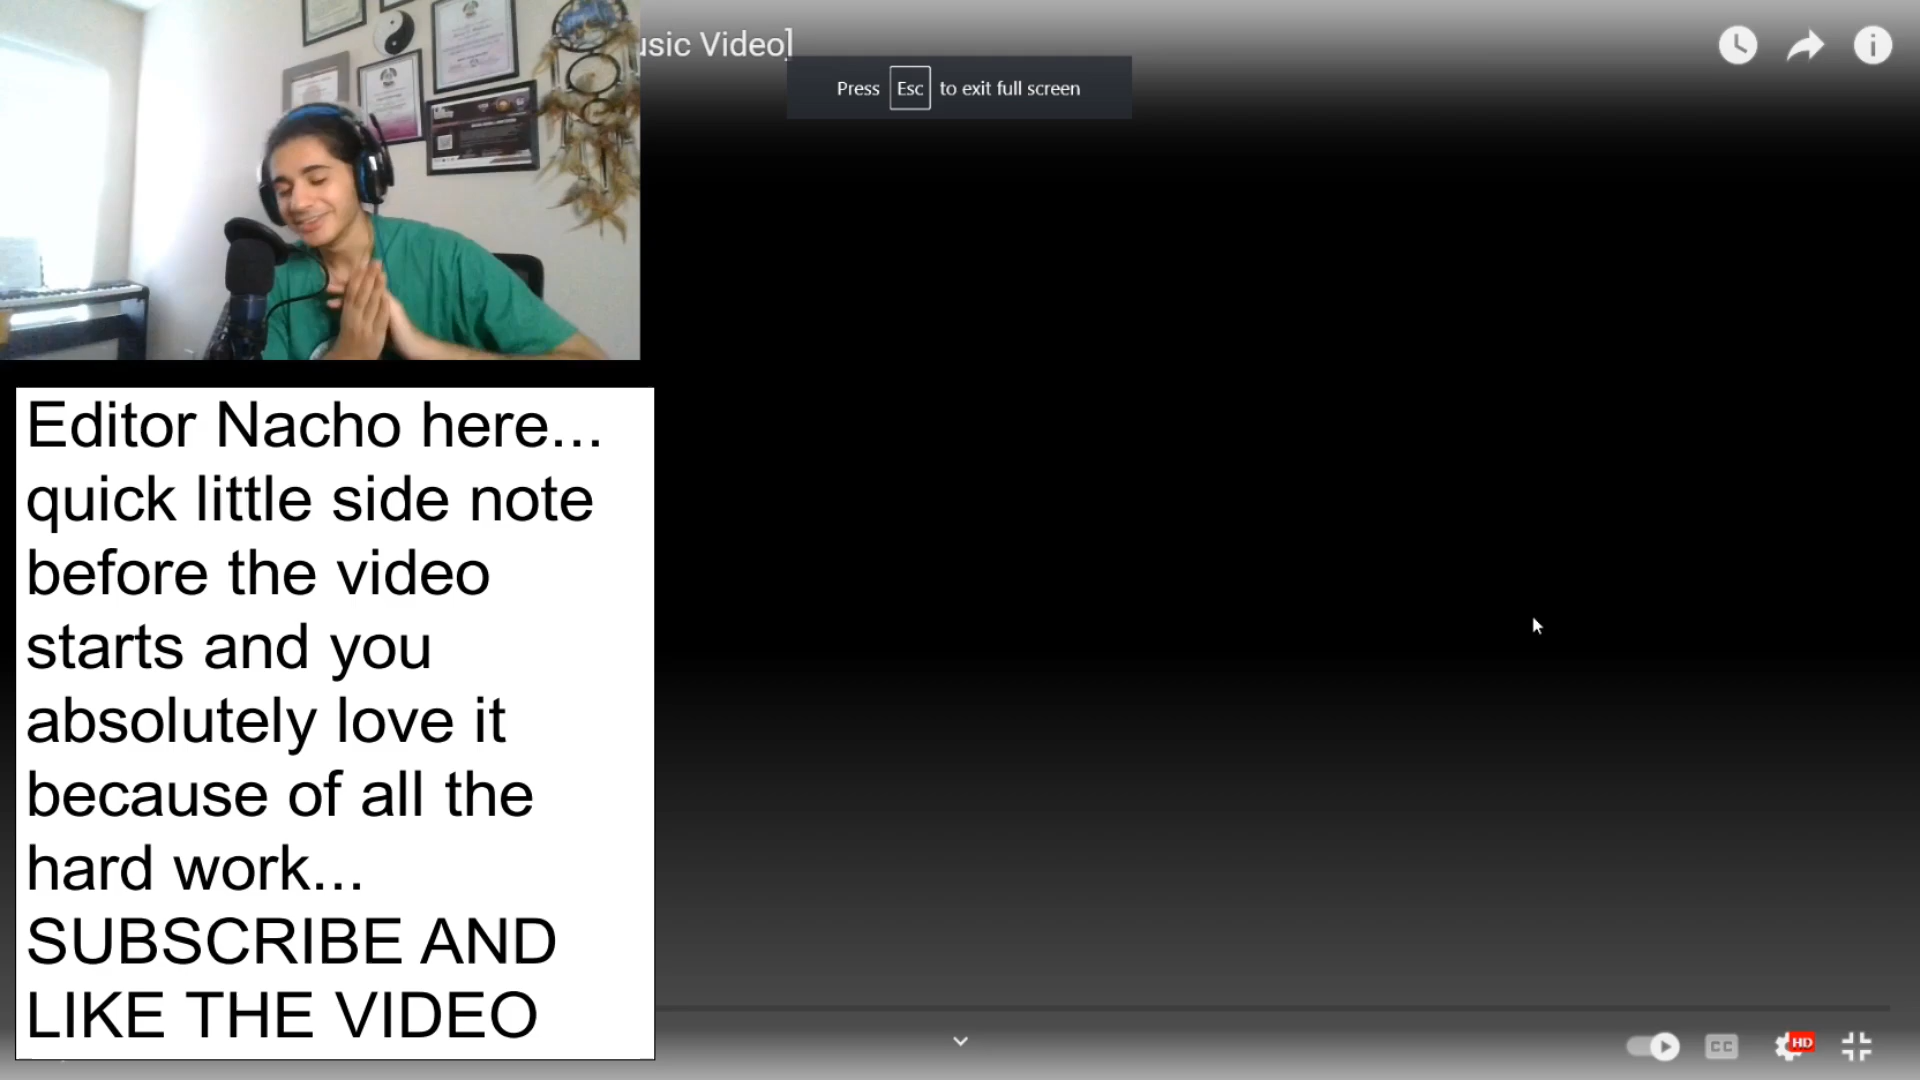 usic Video]
Press Esc to exit full screen
Editor Nacho here...
quick little side note
before the video
starts and you
absolutely love it
because of all the
hard work...
SUBSCRIBE AND
LIKE THE VIDEO
CC
HD